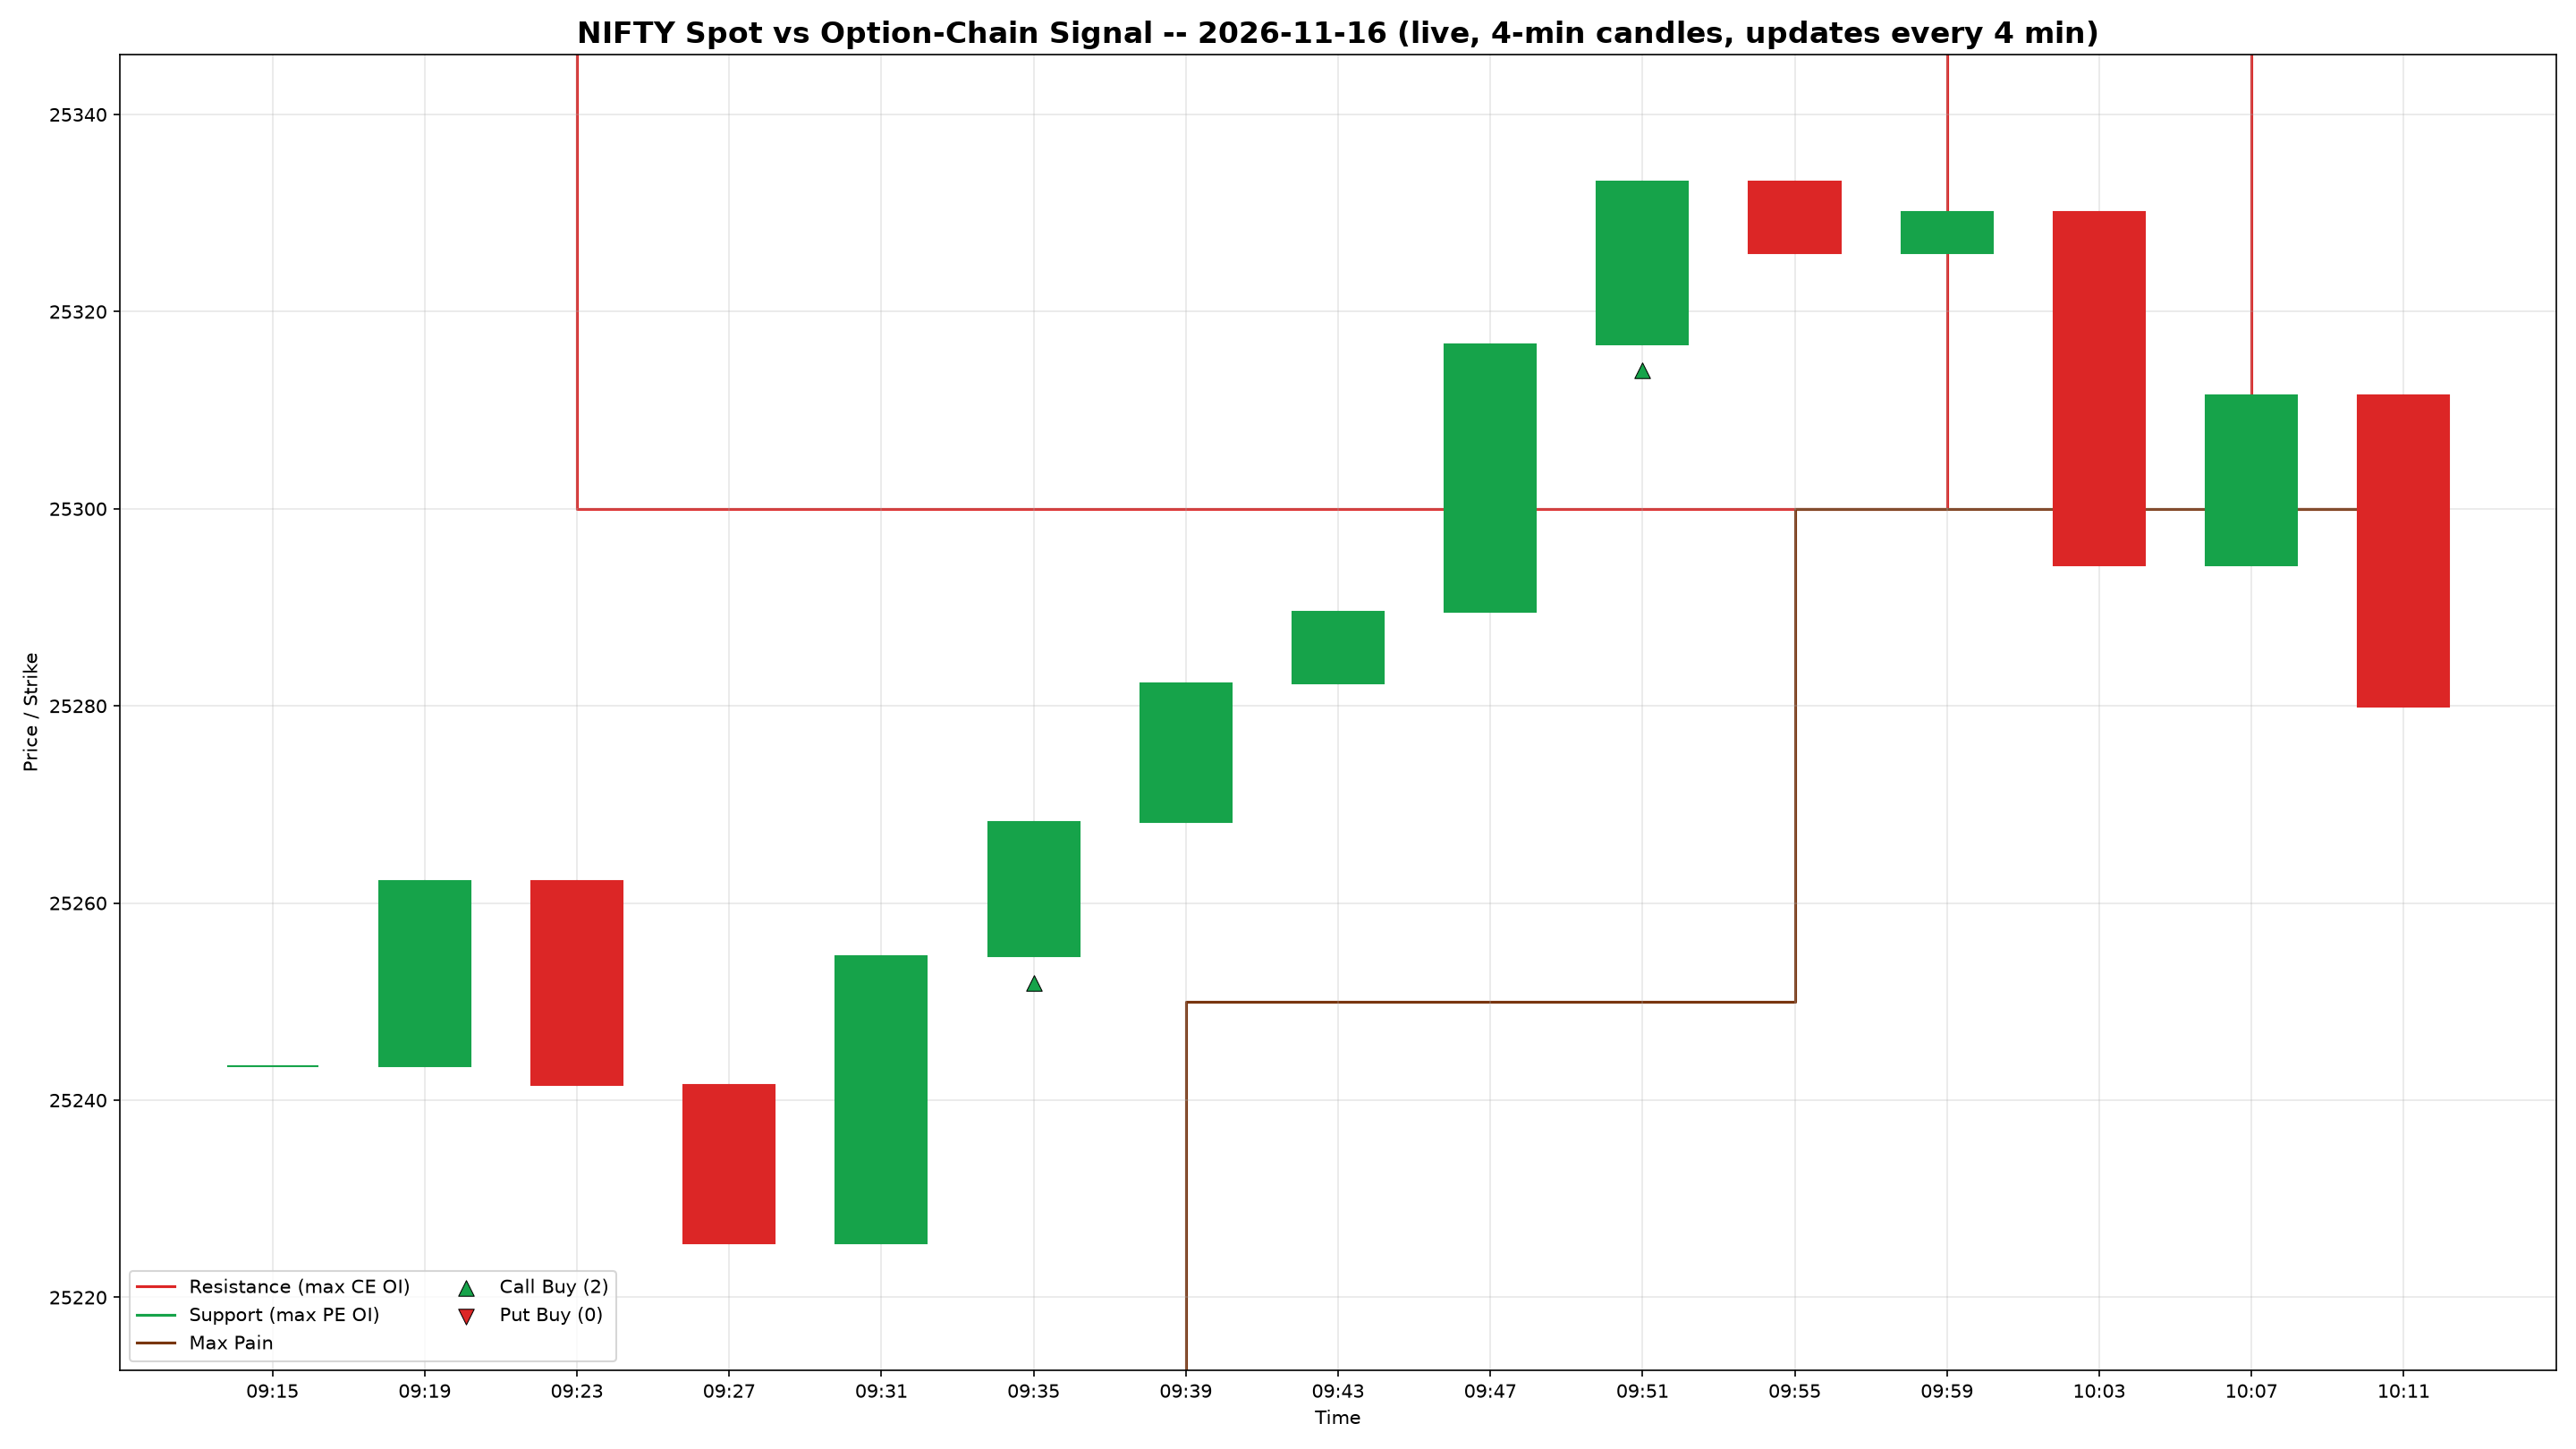 NIFTY Spot vs Option-Chain Signal -- 2026-11-16 (live, 4-min candles, updates every 4 min)
Price / Strike
25340
25320
25300
25280
25260
25240
25220
Resistance (max CE OI)
Support (max PE OI)
Max Pain
Call Buy (2)
Put Buy (0)
09:15 09:19 09:23 09:27 09:31 09:35 09:39 09:43 09:47 09:51 09:55 09:59 10:03 10:07 10:11
Time